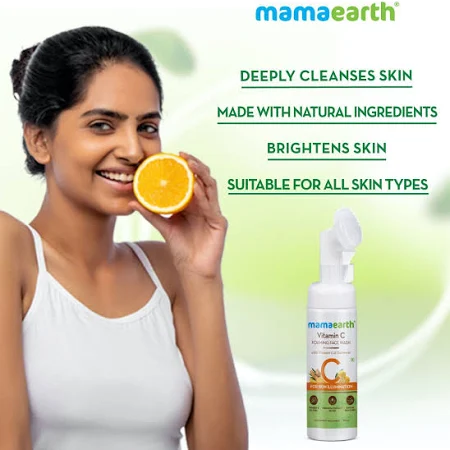 mamaearth®
DEEPLY CLEANSES SKIN
MADE WITH NATURAL INGREDIENTS
BRIGHTENS SKIN
SUITABLE FOR ALL SKIN TYPES
mamaearth®
Vitamin C
FOAMING FACE WASH
C